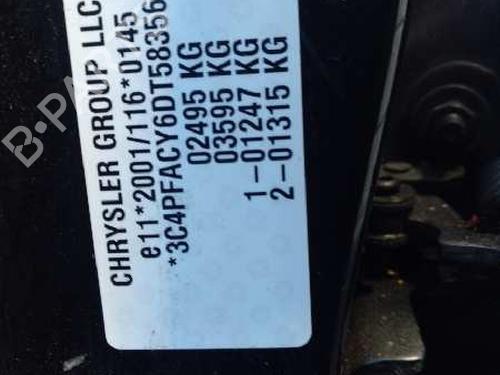 CHRYSLER GROUP LLC
e11*2001/116*0145
*3C4PFACY6DT58356
02495 KG
03595 KG
1-01247 KG
2-01315 KG